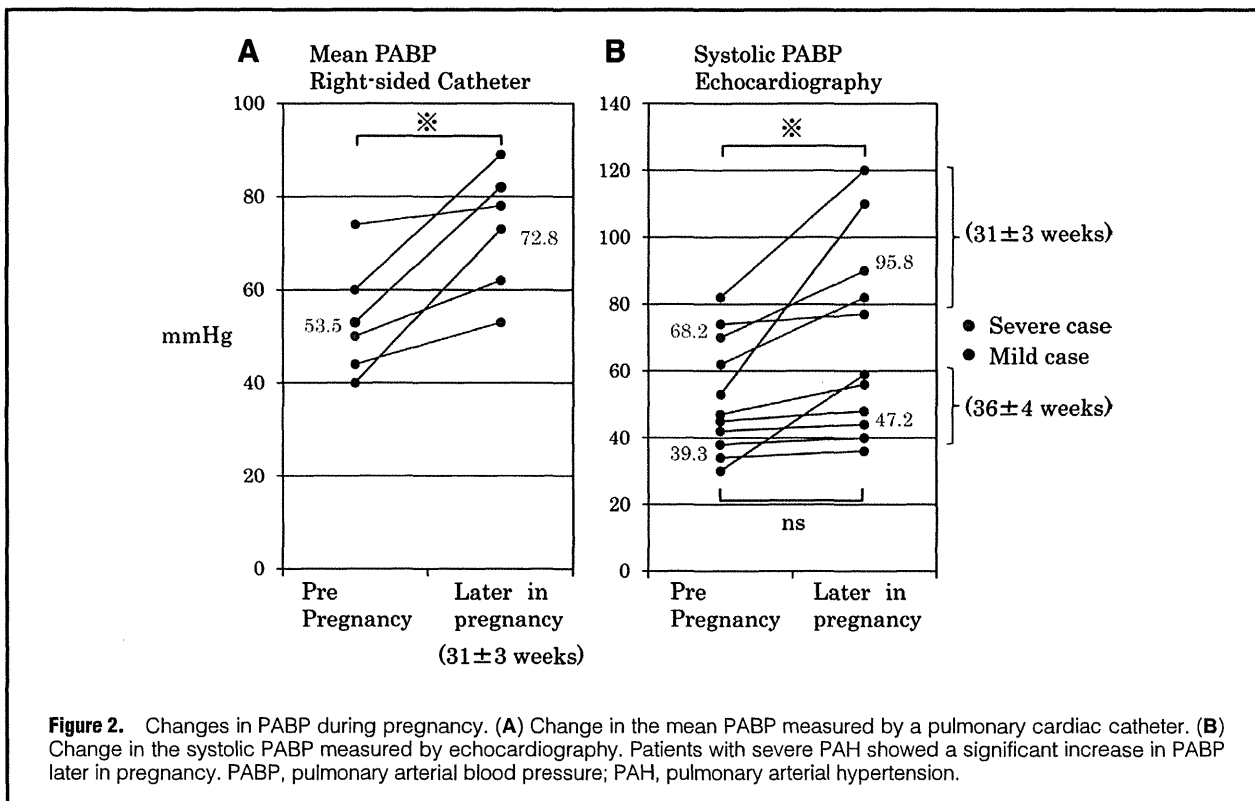 A
Mean PABP
Right-sided Catheter
100
80
60
40
20
0
mmHg
※
53.5
72.8
Pre
Pregnancy
Later in
pregnancy
(31±3 weeks)
B
Systolic PABP
Echocardiography
140
120
100
80
60
40
20
0
※
68.2
95.8
39.3
47.2
ns
(31±3 weeks)
Severe case
Mild case
(36±4 weeks)
Pre
Pregnancy
Later in
pregnancy
Figure 2. Changes in PABP during pregnancy. (A) Change in the mean PABP measured by a pulmonary cardiac catheter. (B)
Change in the systolic PABP measured by echocardiography. Patients with severe PAH showed a significant increase in PABP
later in pregnancy. PABP, pulmonary arterial blood pressure; PAH, pulmonary arterial hypertension.